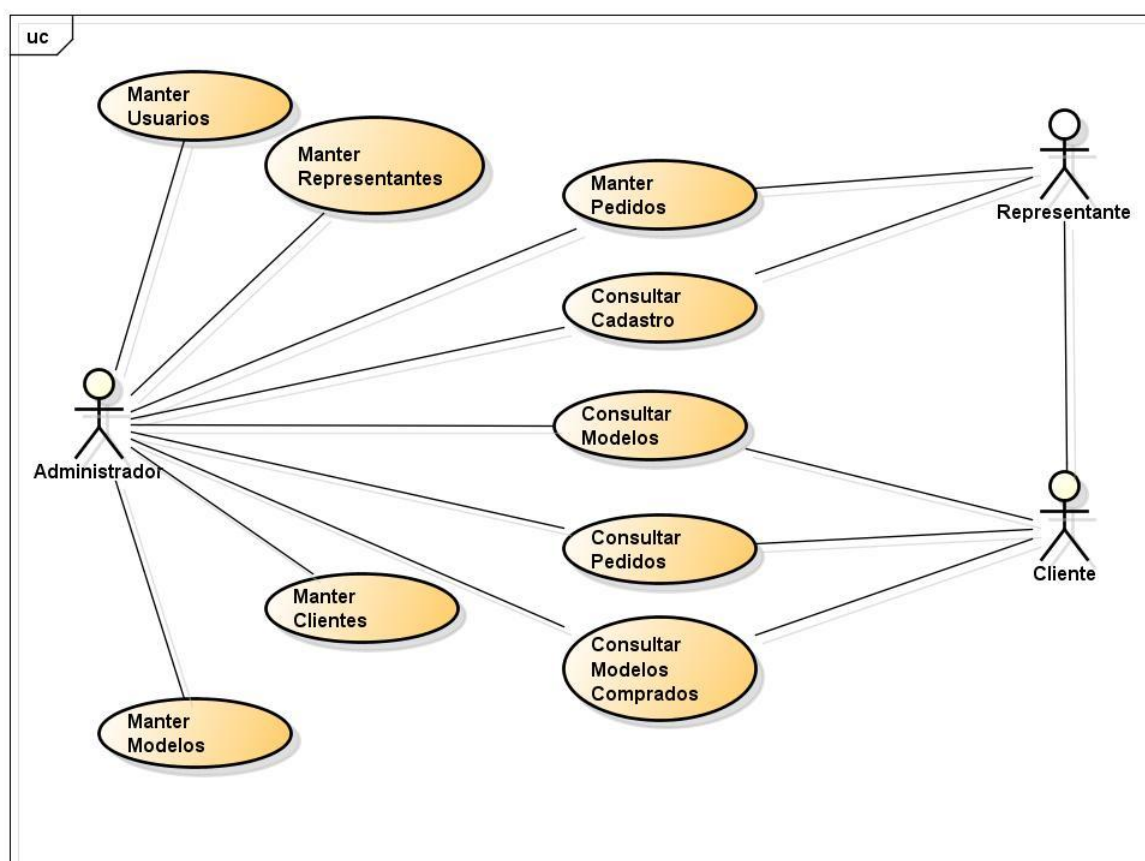 uc
Manter
Usuarios
Manter
Representantes
Manter
Pedidos
Representante
Consultar
Cadastro
Consultar
Modelos
Administrador
Consultar
Pedidos
Cliente
Manter
Clientes
Consultar
Modelos
Comprados
Manter
Modelos